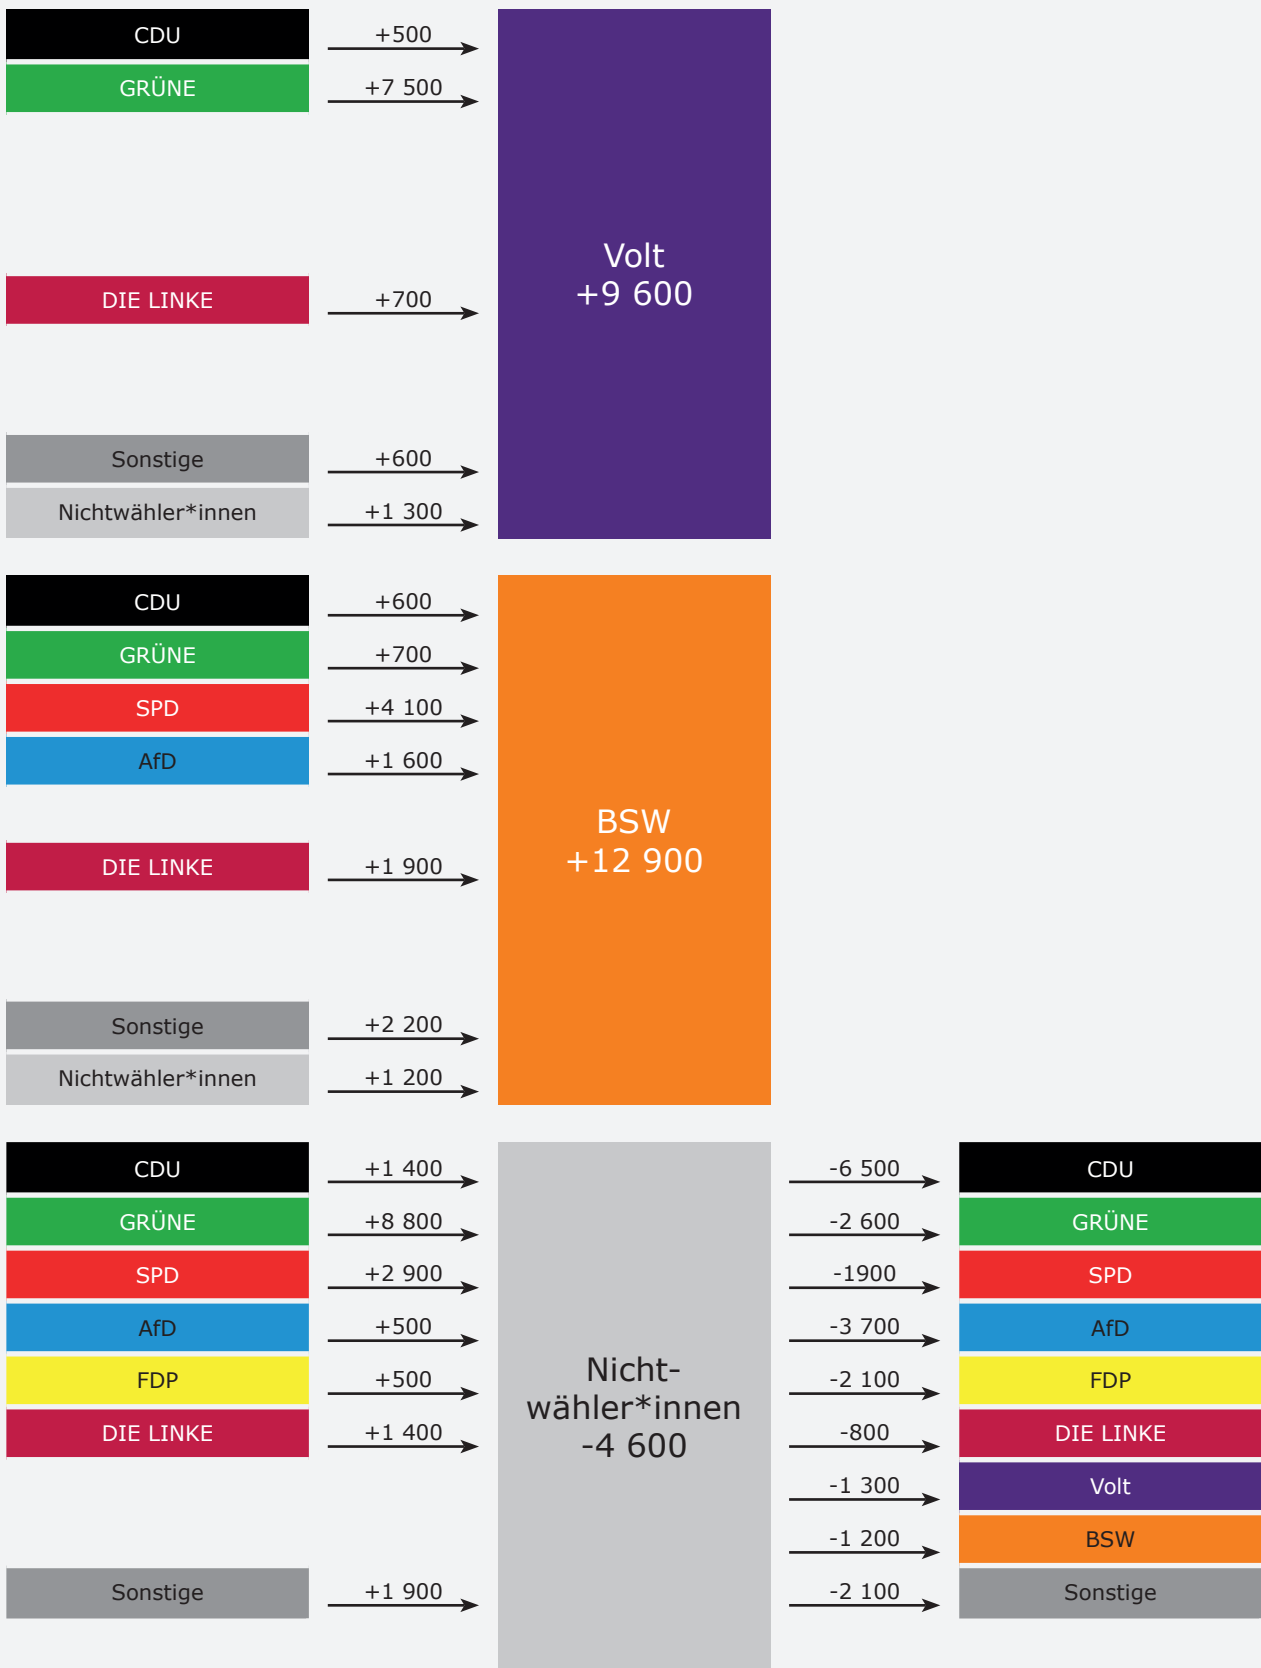 CDU +500
GRÜNE +7 500
Volt
+9 600
DIE LINKE +700
Sonstige +600
Nichtwähler*innen +1 300
CDU +600
GRÜNE +700
SPD +4 100
AfD +1 600
BSW
+12 900
DIE LINKE +1 900
Sonstige +2 200
Nichtwähler*innen +1 200
CDU +1 400 -6 500 CDU
GRÜNE +8 800 -2 600 GRÜNE
SPD +2 900 -1900 SPD
AfD +500 -3 700 AfD
FDP +500 -2 100 FDP
Nicht-
wähler*innen
-4 600
DIE LINKE +1 400 -800 DIE LINKE
-1 300 Volt
-1 200 BSW
Sonstige +1 900 -2 100 Sonstige